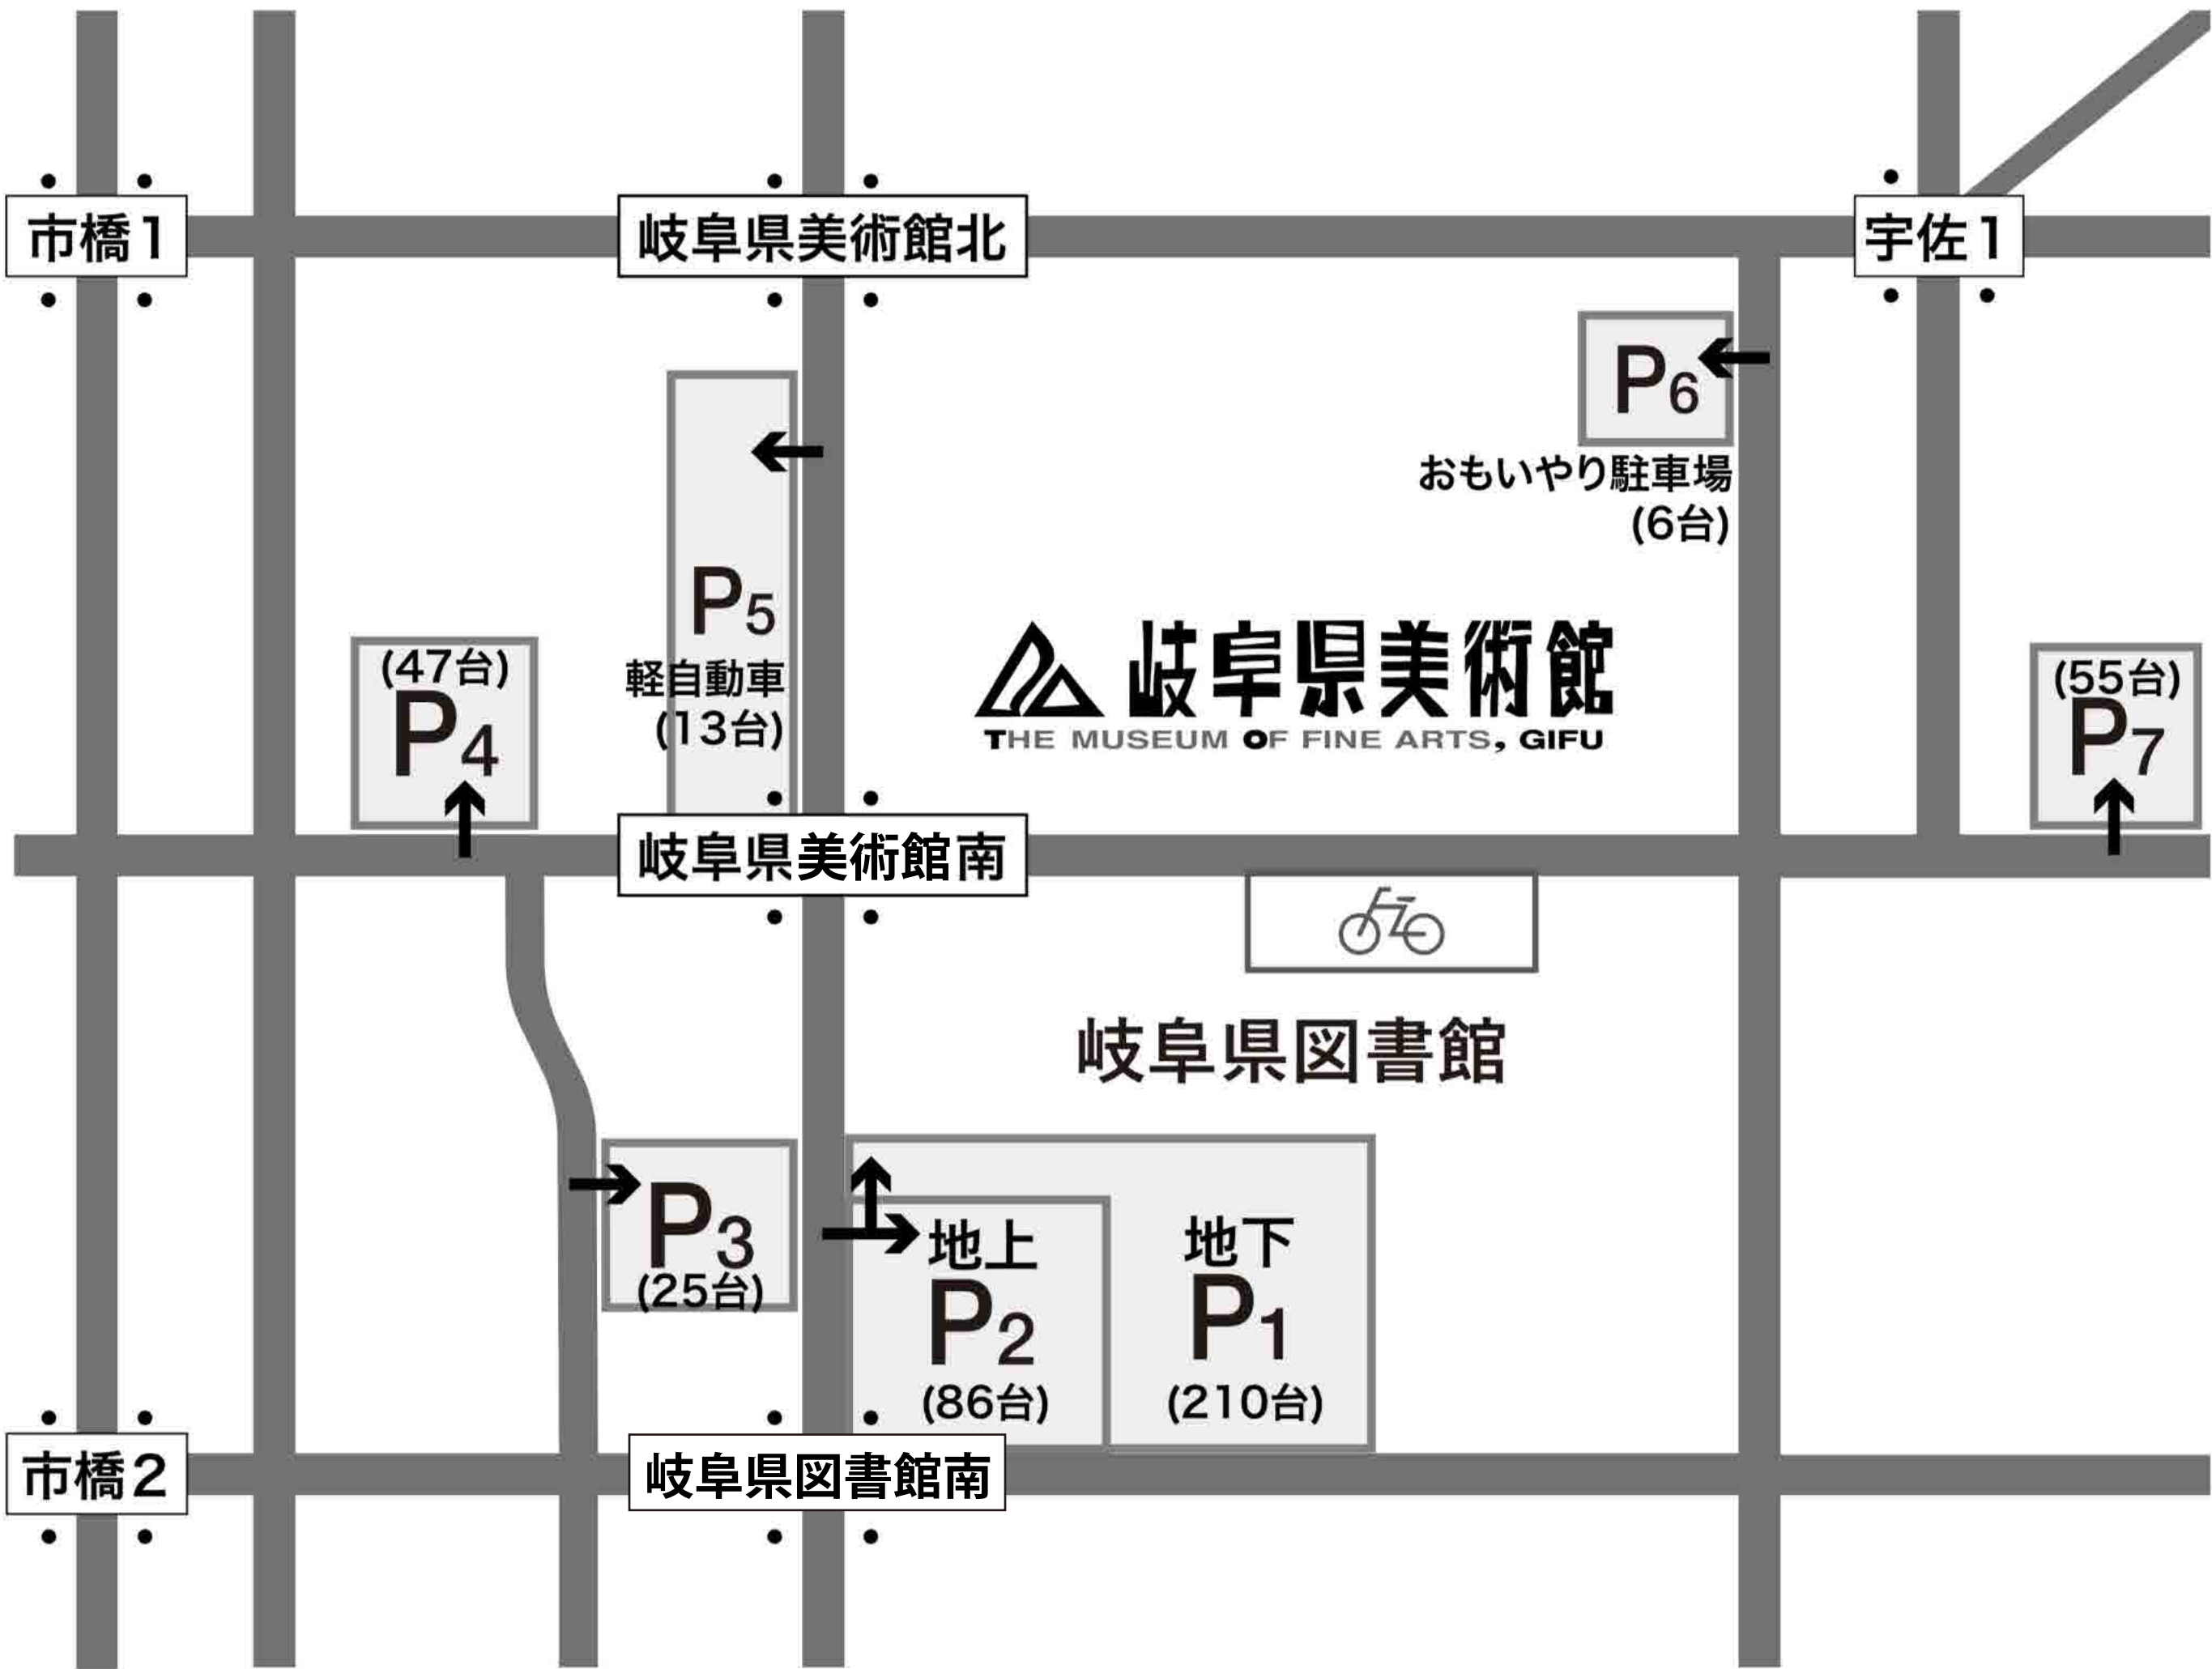 市橋1
岐阜県美術館北
宇佐1
P6
おもいやり駐車場
(6台)
P5
軽自動車
(13台)
(47台)
P4
岐阜県美術館
THE MUSEUM OF FINE ARTS, GIFU
(55台)
P7
岐阜県美術館南
岐阜県図書館
P3
(25台)
地上
P2
(86台)
地下
P1
(210台)
市橋2
岐阜県図書館南